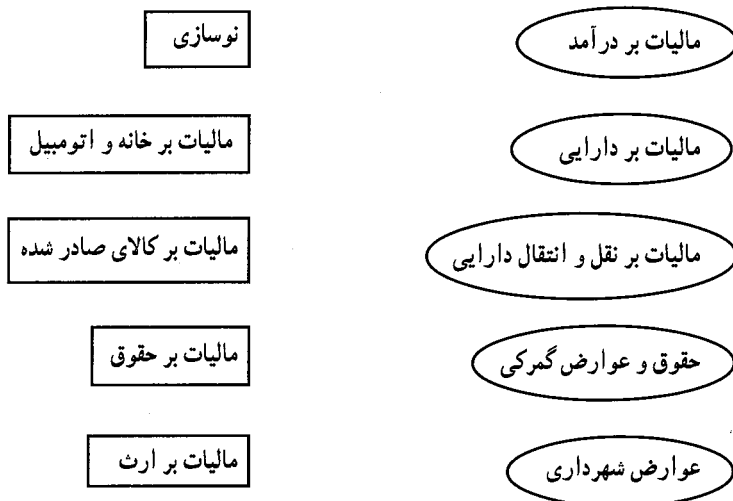 مالیات بر درآمد
نوسازی
مالیات بر دارایی
مالیات بر خانه و اتومبیل
مالیات بر نقل و انتقال دارایی
مالیات بر کالای صادر شده
حقوق و عوارض گمرکی
مالیات بر حقوق
عوارض شهرداری
مالیات بر ارث